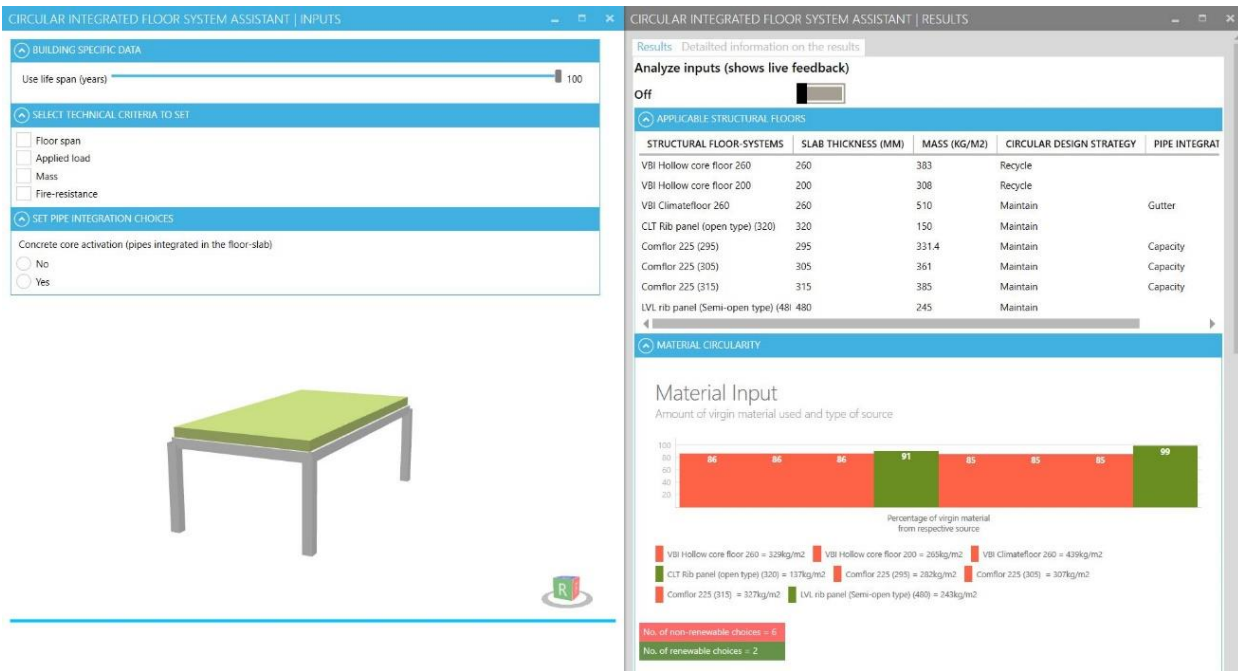 CIRCULAR INTEGRATED FLOOR SYSTEM ASSISTANT | INPUTS
BUILDING SPECIFIC DATA
Use life span (years) 100
SELECT TECHNICAL CRITERIA TO SET
Floor span
Applied load
Mass
Fire-resistance
SET PIPE INTEGRATION CHOICES
Concrete core activation (pipes integrated in the floor-slab)
No
Yes
R
CIRCULAR INTEGRATED FLOOR SYSTEM ASSISTANT | RESULTS
Results Detailted information on the results
Analyze inputs (shows live feedback)
Off
APPLICABLE STRUCTURAL FLOORS
STRUCTURAL FLOOR-SYSTEMS SLAB THICKNESS (MM) MASS (KG/M2) CIRCULAR DESIGN STRATEGY PIPE INTEGRAT
VBI Hollow core floor 260 260 383 Recycle
VBI Hollow core floor 200 200 308 Recycle
VBI Climatefloor 260 260 510 Maintain Gutter
CLT Rib panel (open type) (320) 320 150 Maintain
Comflor 225 (295) 295 331.4 Maintain Capacity
Comflor 225 (305) 305 361 Maintain Capacity
Comflor 225 (315) 315 385 Maintain Capacity
LVL rib panel (Semi-open type) (48( 480 245 Maintain
MATERIAL CIRCULARITY
Material Input
Amount of virgin material used and type of source
100
80
60
40
20
86 86 86 91 85 85 85 99
Percentage of virgin material
from respective source
VBI Hollow core floor 260 = 329kg/m2 VBI Hollow core floor 200 = 265kg/m2 VBI Climatefloor 260 = 439kg/m2
CLT Rib panel (open type) (320) = 137kg/m2 Comflor 225 (295) = 282kg/m2 Comflor 225 (305) = 307kg/m2
Comflor 225 (315) = 327kg/m2 LVL rib panel (Semi-open type) (480) = 243kg/m2
No. of non-renewable choices = 6
No. of renewable choices = 2